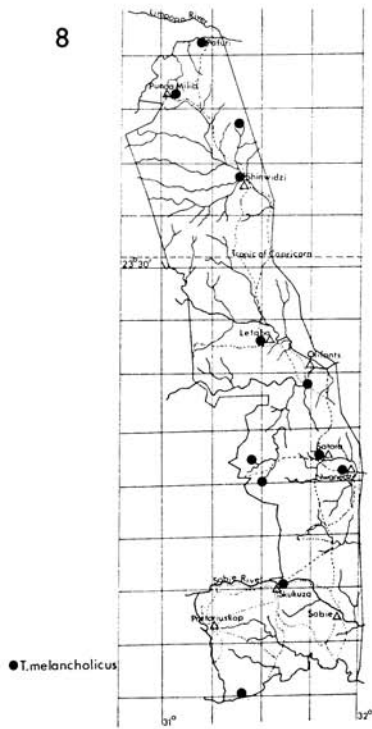 8
Limpopo River
Pafuri
Punda Milia
Shinwidzi
Tropic of Capricorn
23°30
Letaba
Olifants
Satara
Nwanedzi
Sabie River
Skukuza
Pretoriuskop
Sabie
T.melancholicus
31°
32°